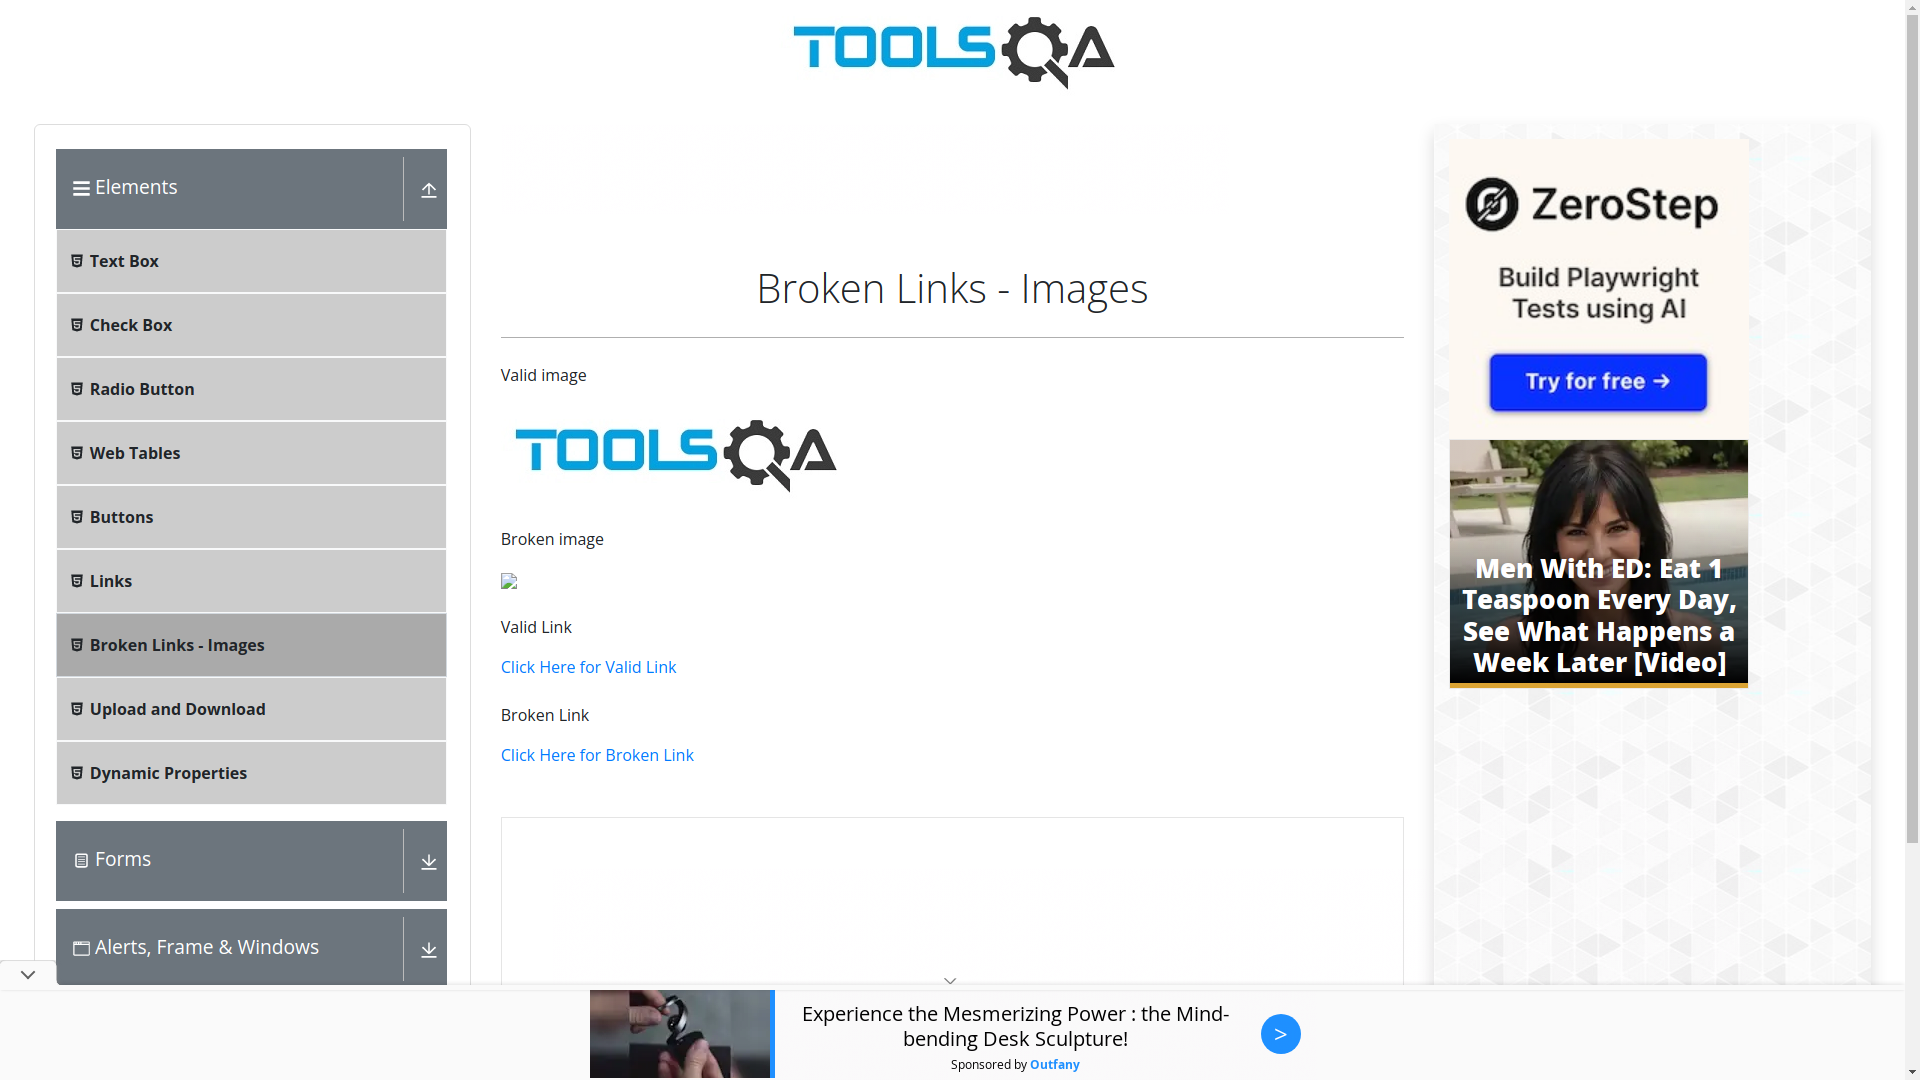 TOOLSQA
Elements
Text Box
Check Box
Radio Button
Web Tables
Buttons
Links
Broken Links - Images
Upload and Download
Dynamic Properties
Forms
Alerts, Frame & Windows
Broken Links - Images
Valid image
TOOLSQA
Broken image
Valid Link
Click Here for Valid Link
Broken Link
Click Here for Broken Link
ZeroStep
Build Playwright
Tests using AI
Try for free →
Men With ED: Eat 1
Teaspoon Every Day,
See What Happens a
Week Later [Video]
Experience the Mesmerizing Power : the Mind-
bending Desk Sculpture!
Sponsored by Outfany
>